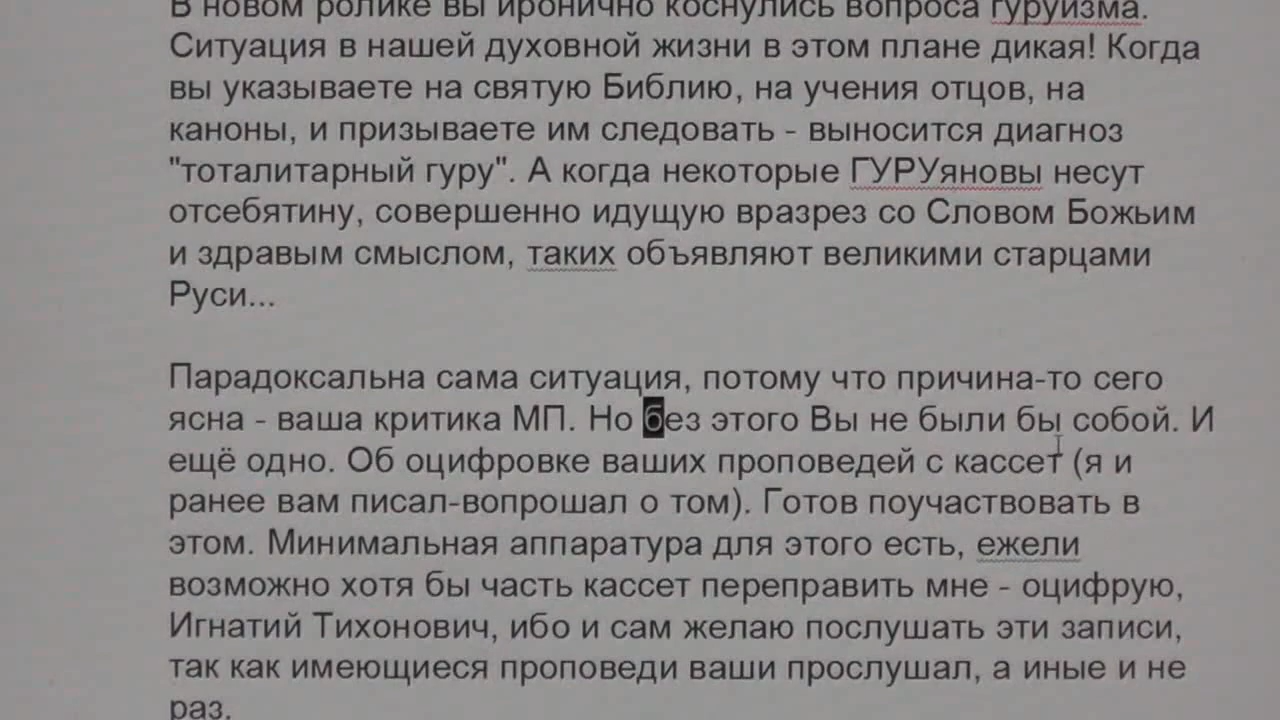 В новом ролике вы иронично коснулись вопроса гуруизма.
Ситуация в нашей духовной жизни в этом плане дикая! Когда
вы указываете на святую Библию, на учения отцов, на
каноны, и призываете им следовать - выносится диагноз
"тоталитарный гуру". А когда некоторые ГУРУяновы несут
отсебятину, совершенно идущую вразрез со Словом Божьим
и здравым смыслом, таких объявляют великими старцами
Руси...
Парадоксальна сама ситуация, потому что причина-то сего
ясна - ваша критика МП. Но без этого Вы не были бы собой. И
ещё одно. Об оцифровке ваших проповедей с кассет (я и
ранее вам писал-вопрошал о том). Готов поучаствовать в
этом. Минимальная аппаратура для этого есть, ежели
возможно хотя бы часть кассет переправить мне - оцифрую,
Игнатий Тихонович, ибо и сам желаю послушать эти записи,
так как имеющиеся проповеди ваши прослушал, а иные и не
раз.